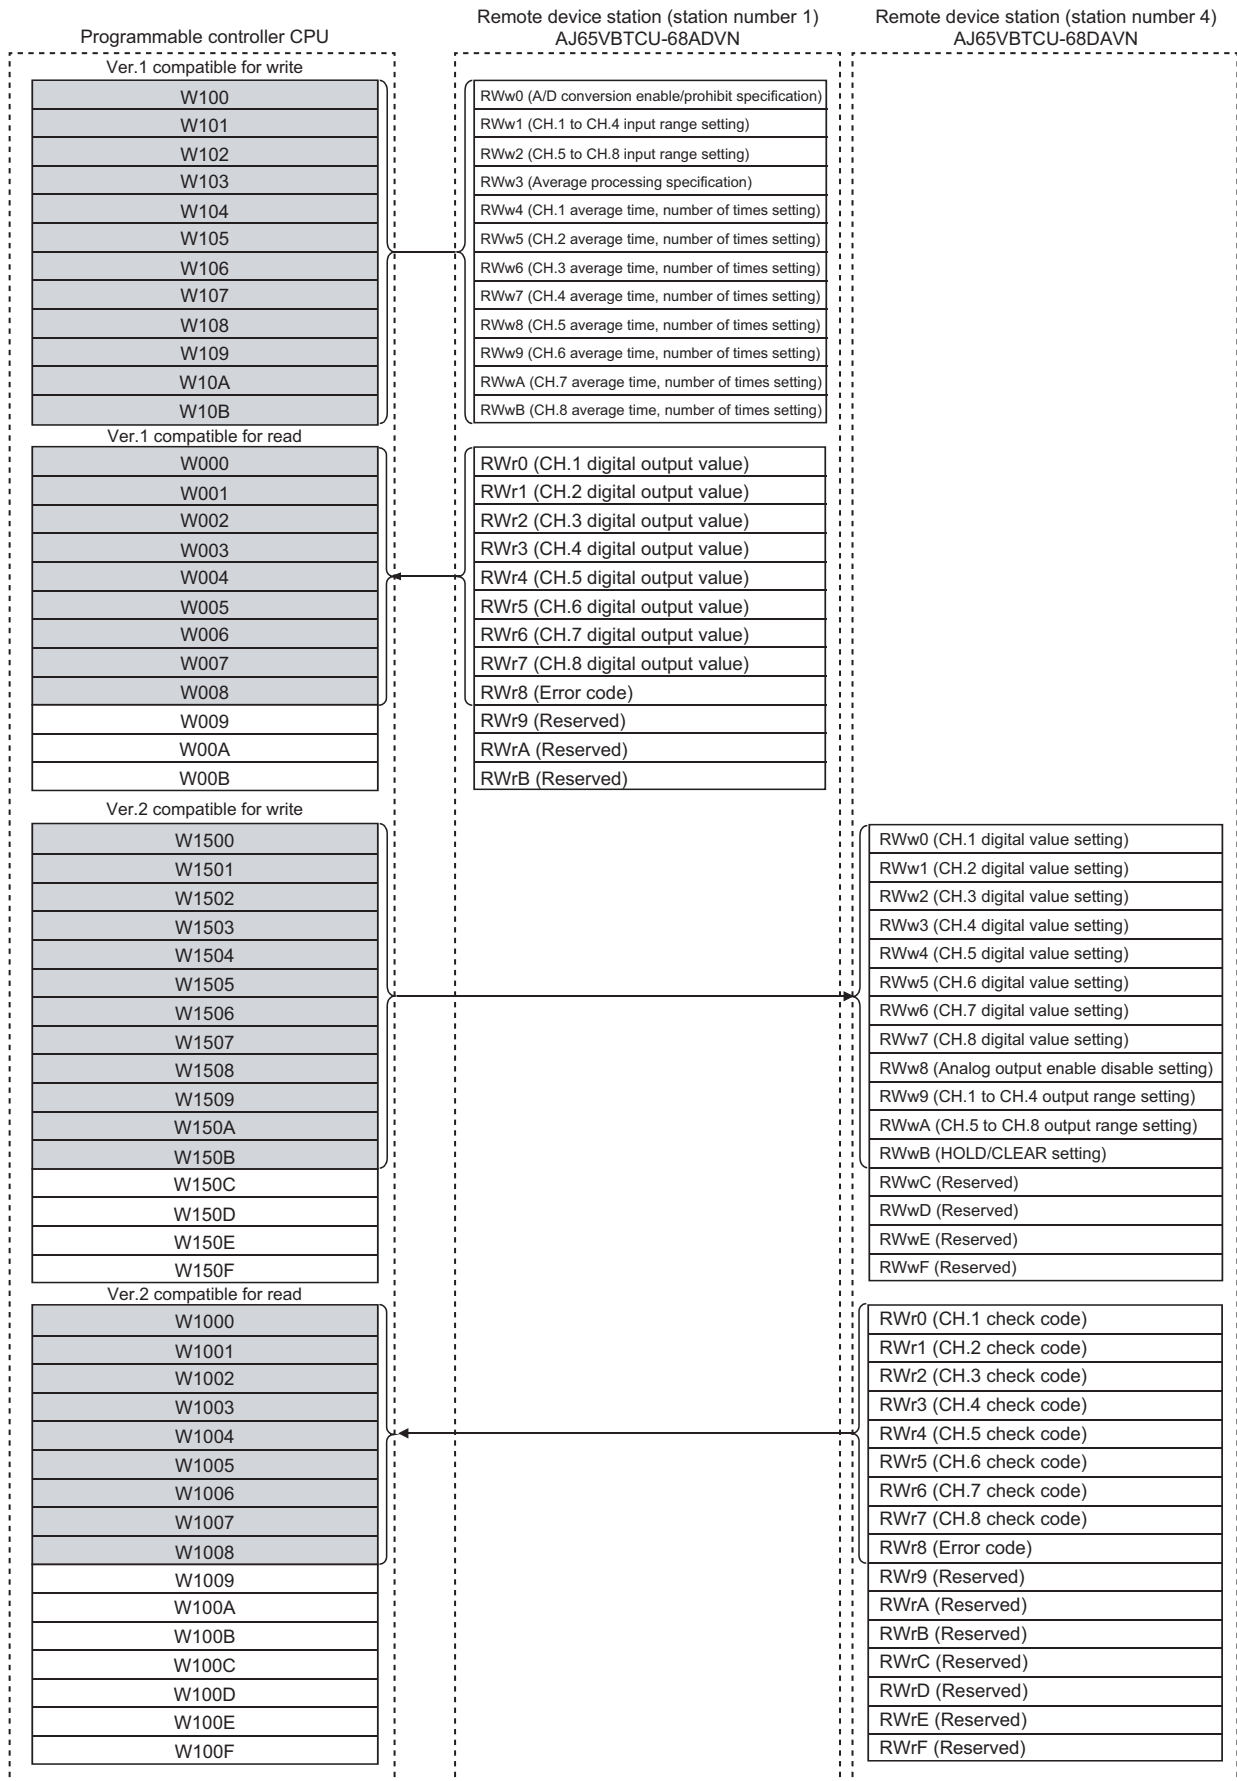 Programmable controller CPU
Remote device station (station number 1)
AJ65VBTCU-68ADVN
Remote device station (station number 4)
AJ65VBTCU-68DAVN
Ver.1 compatible for write
W100
RWw0 (A/D conversion enable/prohibit specification)
W101
RWw1 (CH.1 to CH.4 input range setting)
W102
RWw2 (CH.5 to CH.8 input range setting)
W103
RWw3 (Average processing specification)
W104
RWw4 (CH.1 average time, number of times setting)
W105
RWw5 (CH.2 average time, number of times setting)
W106
RWw6 (CH.3 average time, number of times setting)
W107
RWw7 (CH.4 average time, number of times setting)
W108
RWw8 (CH.5 average time, number of times setting)
W109
RWw9 (CH.6 average time, number of times setting)
W10A
RWwA (CH.7 average time, number of times setting)
W10B
RWwB (CH.8 average time, number of times setting)
Ver.1 compatible for read
W000
RWr0 (CH.1 digital output value)
W001
RWr1 (CH.2 digital output value)
W002
RWr2 (CH.3 digital output value)
W003
RWr3 (CH.4 digital output value)
W004
RWr4 (CH.5 digital output value)
W005
RWr5 (CH.6 digital output value)
W006
RWr6 (CH.7 digital output value)
W007
RWr7 (CH.8 digital output value)
W008
RWr8 (Error code)
W009
RWr9 (Reserved)
W00A
RWrA (Reserved)
W00B
RWrB (Reserved)
Ver.2 compatible for write
W1500
RWw0 (CH.1 digital value setting)
W1501
RWw1 (CH.2 digital value setting)
W1502
RWw2 (CH.3 digital value setting)
W1503
RWw3 (CH.4 digital value setting)
W1504
RWw4 (CH.5 digital value setting)
W1505
RWw5 (CH.6 digital value setting)
W1506
RWw6 (CH.7 digital value setting)
W1507
RWw7 (CH.8 digital value setting)
W1508
RWw8 (Analog output enable disable setting)
W1509
RWw9 (CH.1 to CH.4 output range setting)
W150A
RWwA (CH.5 to CH.8 output range setting)
W150B
RWwB (HOLD/CLEAR setting)
W150C
RWwC (Reserved)
W150D
RWwD (Reserved)
W150E
RWwE (Reserved)
W150F
RWwF (Reserved)
Ver.2 compatible for read
W1000
RWr0 (CH.1 check code)
W1001
RWr1 (CH.2 check code)
W1002
RWr2 (CH.3 check code)
W1003
RWr3 (CH.4 check code)
W1004
RWr4 (CH.5 check code)
W1005
RWr5 (CH.6 check code)
W1006
RWr6 (CH.7 check code)
W1007
RWr7 (CH.8 check code)
W1008
RWr8 (Error code)
W1009
RWr9 (Reserved)
W100A
RWrA (Reserved)
W100B
RWrB (Reserved)
W100C
RWrC (Reserved)
W100D
RWrD (Reserved)
W100E
RWrE (Reserved)
W100F
RWrF (Reserved)